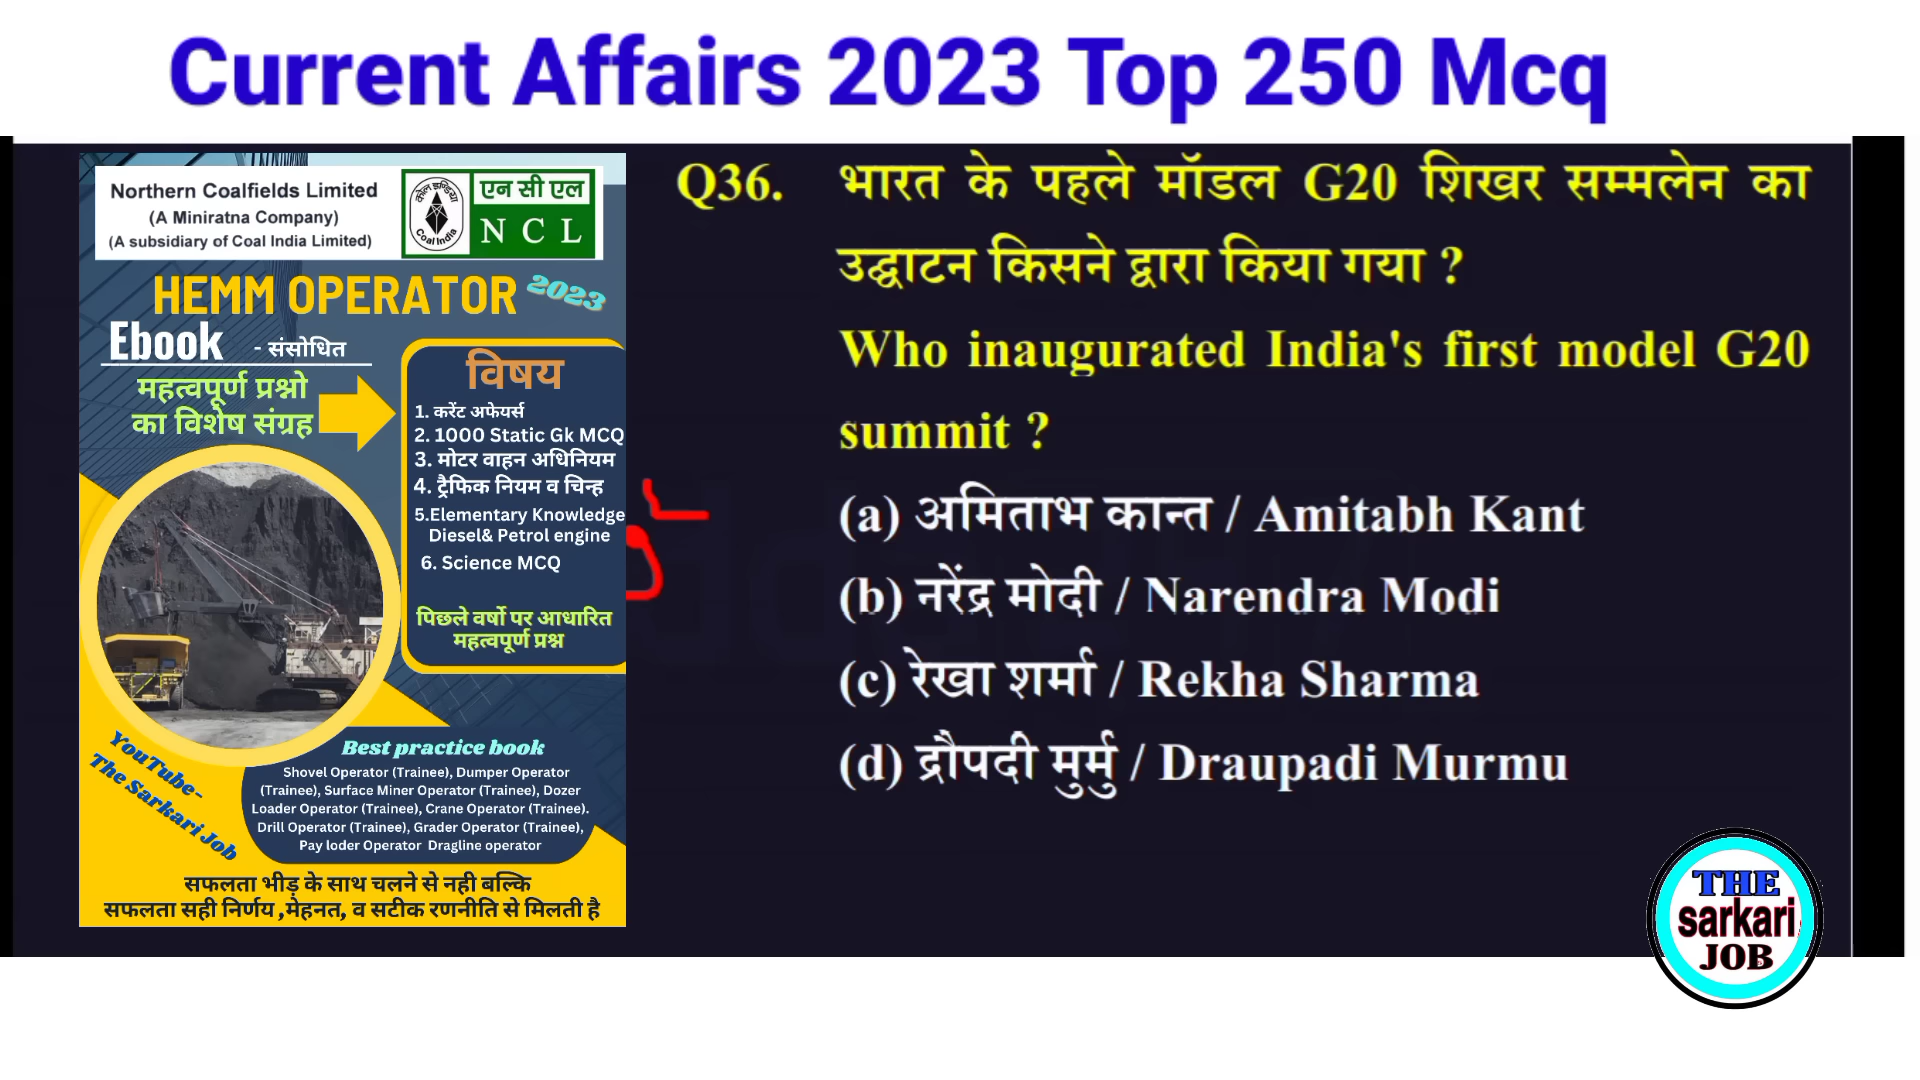 Current Affairs 2023 Top 250 Mcq
Northern Coalfields Limited
(A Miniratna Company)
(A subsidiary of Coal India Limited)
कोल इण्डिया
Coal India
एन सी एल
N C L
HEMM OPERATOR 2023
Ebook - संसोधित
महत्वपूर्ण प्रश्नो
का विशेष संग्रह
विषय
1. करेंट अफेयर्स
2. 1000 Static Gk MCQ
3. मोटर वाहन अधिनियम
4. ट्रैफिक नियम व चिन्ह
5.Elementary Knowledge
Diesel& Petrol engine
6. Science MCQ
पिछले वर्षो पर आधारित
महत्वपूर्ण प्रश्न
YouTube-
The Sarkari Job
Best practice book
Shovel Operator (Trainee), Dumper Operator
(Trainee), Surface Miner Operator (Trainee), Dozer
Loader Operator (Trainee), Crane Operator (Trainee).
Drill Operator (Trainee), Grader Operator (Trainee),
Pay loder Operator Dragline operator
सफलता भीड़ के साथ चलने से नही बल्कि
सफलता सही निर्णय ,मेहनत, व सटीक रणनीति से मिलती है
Q36. भारत के पहले मॉडल G20 शिखर सम्मलेन का
उद्घाटन किसने द्वारा किया गया ?
Who inaugurated India's first model G20
summit ?
(a) अमिताभ कान्त / Amitabh Kant
(b) नरेंद्र मोदी / Narendra Modi
(c) रेखा शर्मा / Rekha Sharma
(d) द्रौपदी मुर्मु / Draupadi Murmu
THE
sarkari
JOB